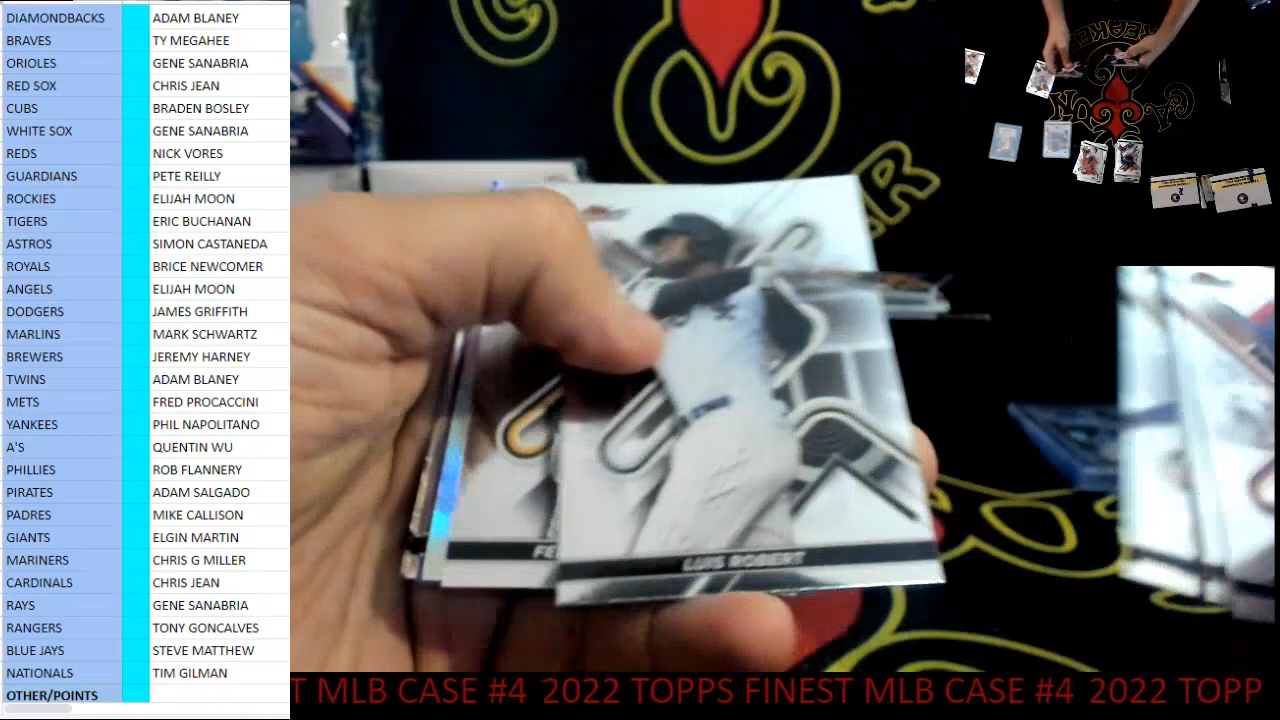 DIAMONDBACKS ADAM BLANEY
BRAVES TY MEGAHEE
ORIOLES GENE SANABRIA
RED SOX CHRIS JEAN
CUBS BRADEN BOSLEY
WHITE SOX GENE SANABRIA
REDS NICK VORES
GUARDIANS PETE REILLY
ROCKIES ELIJAH MOON
TIGERS ERIC BUCHANAN
ASTROS SIMON CASTANEDA
ROYALS BRICE NEWCOMER
ANGELS ELIJAH MOON
DODGERS JAMES GRIFFITH
MARLINS MARK SCHWARTZ
BREWERS JEREMY HARNEY
TWINS ADAM BLANEY
METS FRED PROCACCINI
YANKEES PHIL NAPOLITANO
A'S QUENTIN WU
PHILLIES ROB FLANNERY
PIRATES ADAM SALGADO
PADRES MIKE CALLISON
GIANTS ELGIN MARTIN
MARINERS CHRIS G MILLER
CARDINALS CHRIS JEAN
RAYS GENE SANABRIA
RANGERS TONY GONCALVES
BLUE JAYS STEVE MATTHEW
NATIONALS TIM GILMAN
OTHER/POINTS
FE
LUIS ROBERT
T MLB CASE #4 2022 TOPPS FINEST MLB CASE #4 2022 TOPP